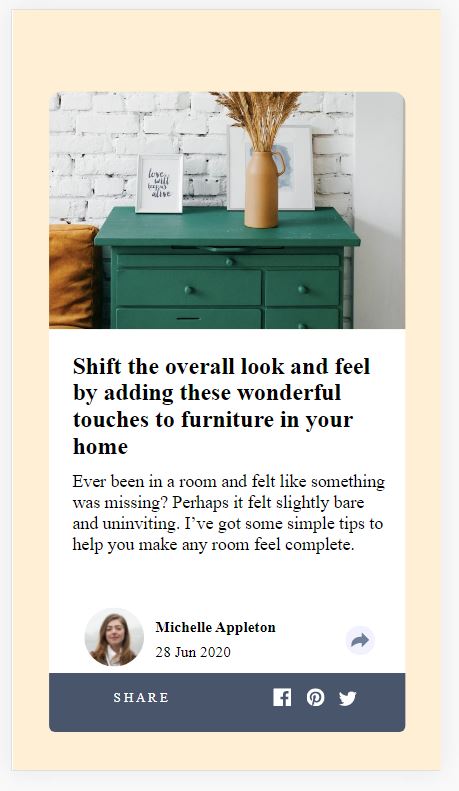 love
will
keep us
alive
Shift the overall look and feel
by adding these wonderful
touches to furniture in your
home
Ever been in a room and felt like something
was missing? Perhaps it felt slightly bare
and uninviting. I’ve got some simple tips to
help you make any room feel complete.
Michelle Appleton
28 Jun 2020
SHARE